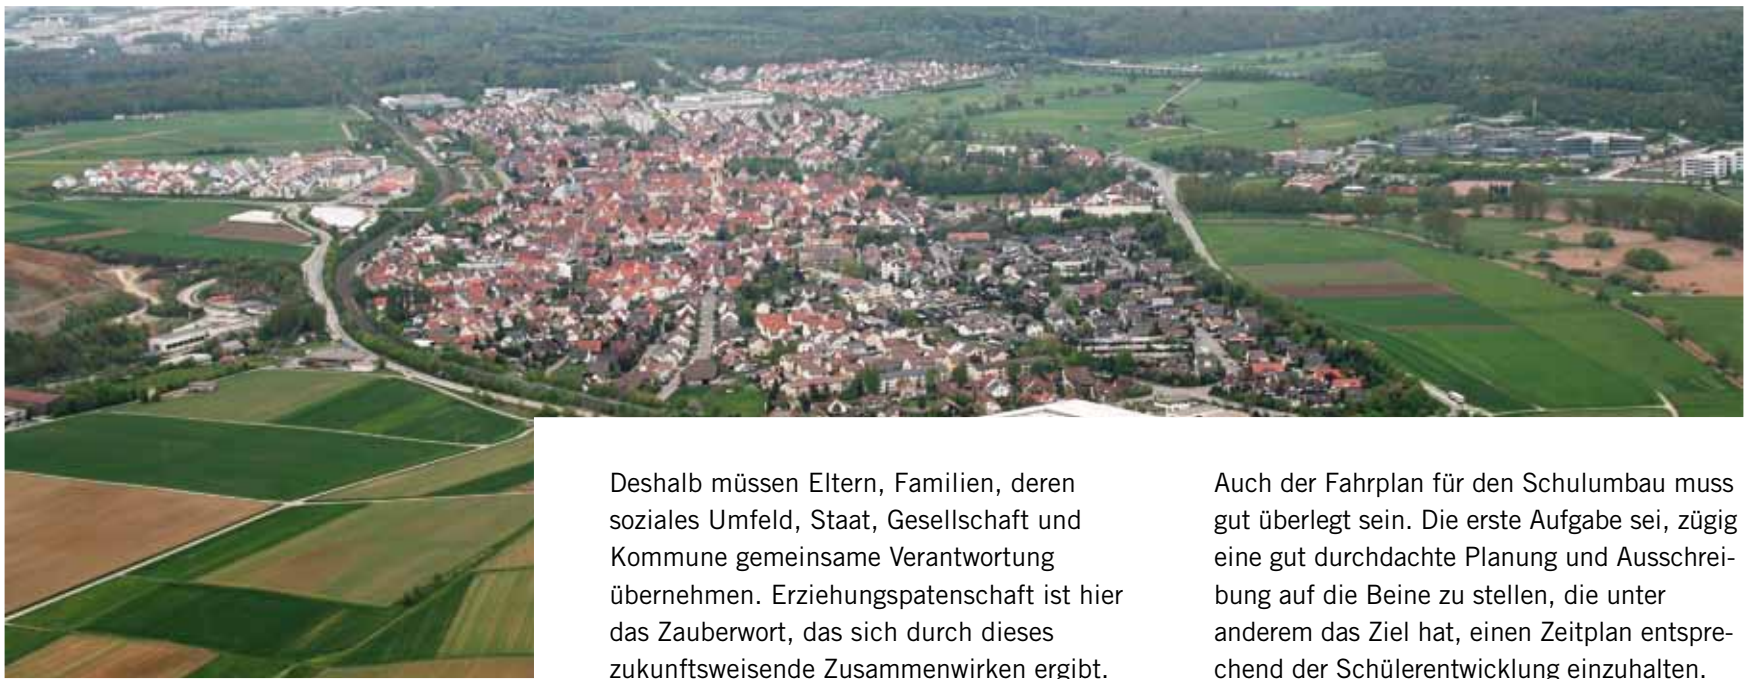 Deshalb müssen Eltern, Familien, deren
soziales Umfeld, Staat, Gesellschaft und
Kommune gemeinsame Verantwortung
übernehmen. Erziehungspatenschaft ist hier
das Zauberwort, das sich durch dieses
zukunftsweisende Zusammenwirken ergibt.
Auch der Fahrplan für den Schulumbau muss
gut überlegt sein. Die erste Aufgabe sei, zügig
eine gut durchdachte Planung und Ausschrei-
bung auf die Beine zu stellen, die unter
anderem das Ziel hat, einen Zeitplan entspre-
chend der Schülerentwicklung einzuhalten.